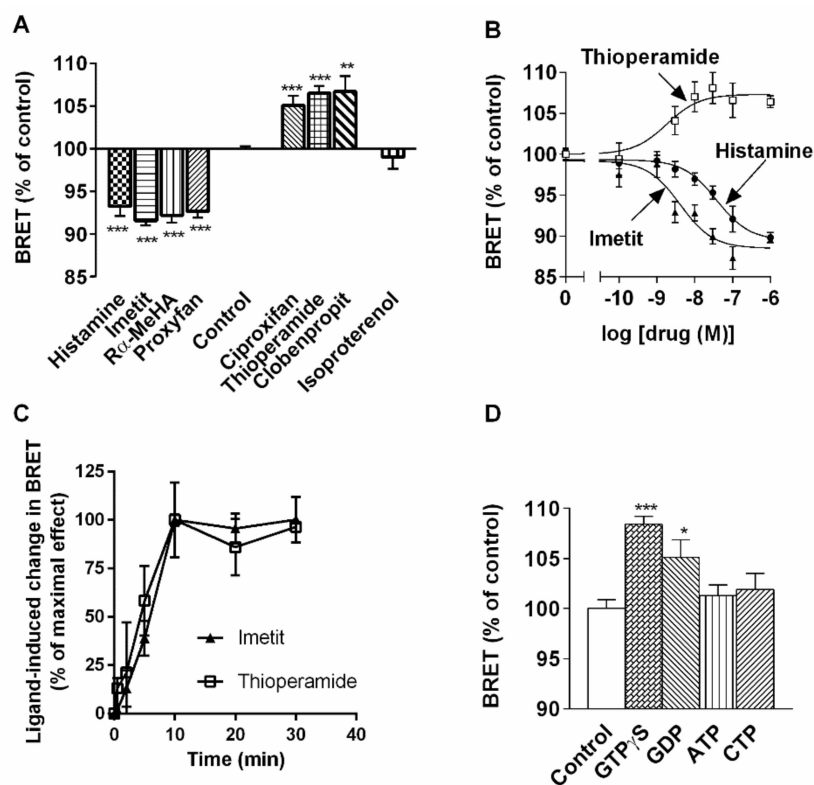 A
BRET (% of control)
110
105
100
95
90
85
***
***
***
***
***
***
**
Histamine
Imetit
Rα-MeHA
Proxyfan
Control
Ciproxifan
Thioperamide
Clobenpropit
Isoproterenol
B
BRET (% of control)
110
105
100
95
90
85
Thioperamide
Histamine
Imetit
0 -10 -9 -8 -7 -6
log [drug (M)]
C
Ligand-induced change in BRET
(% of maximal effect)
125
100
75
50
25
0
Imetit
Thioperamide
0 10 20 30 40
Time (min)
D
BRET (% of control)
110
105
100
95
90
***
*
Control
GTPγS
GDP
ATP
CTP